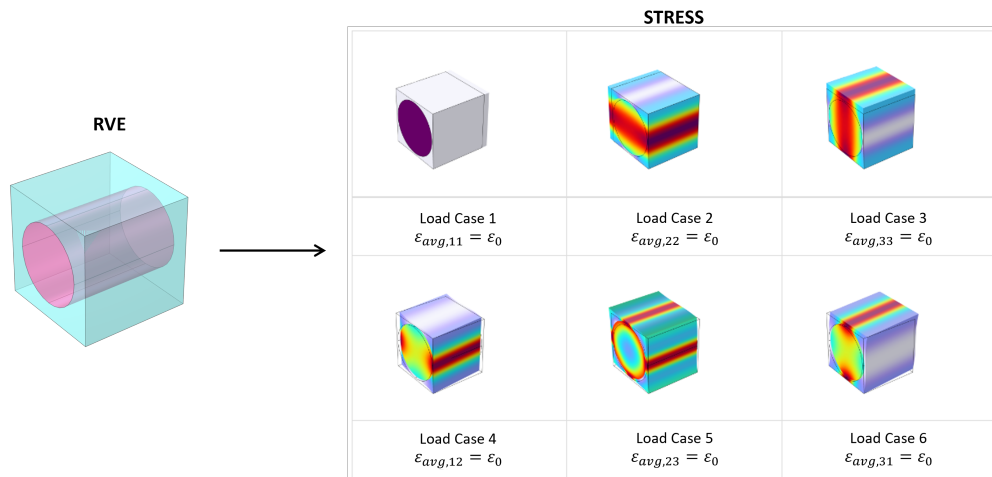 STRESS
RVE
Load Case 1
Load Case 2
Load Case 3
𝜀𝑎𝑣𝑔,11 = 𝜀0
𝜀𝑎𝑣𝑔,22 = 𝜀0
𝜀𝑎𝑣𝑔,33 = 𝜀0
Load Case 4
Load Case 5
Load Case 6
𝜀𝑎𝑣𝑔,12 = 𝜀0
𝜀𝑎𝑣𝑔,23 = 𝜀0
𝜀𝑎𝑣𝑔,31 = 𝜀0